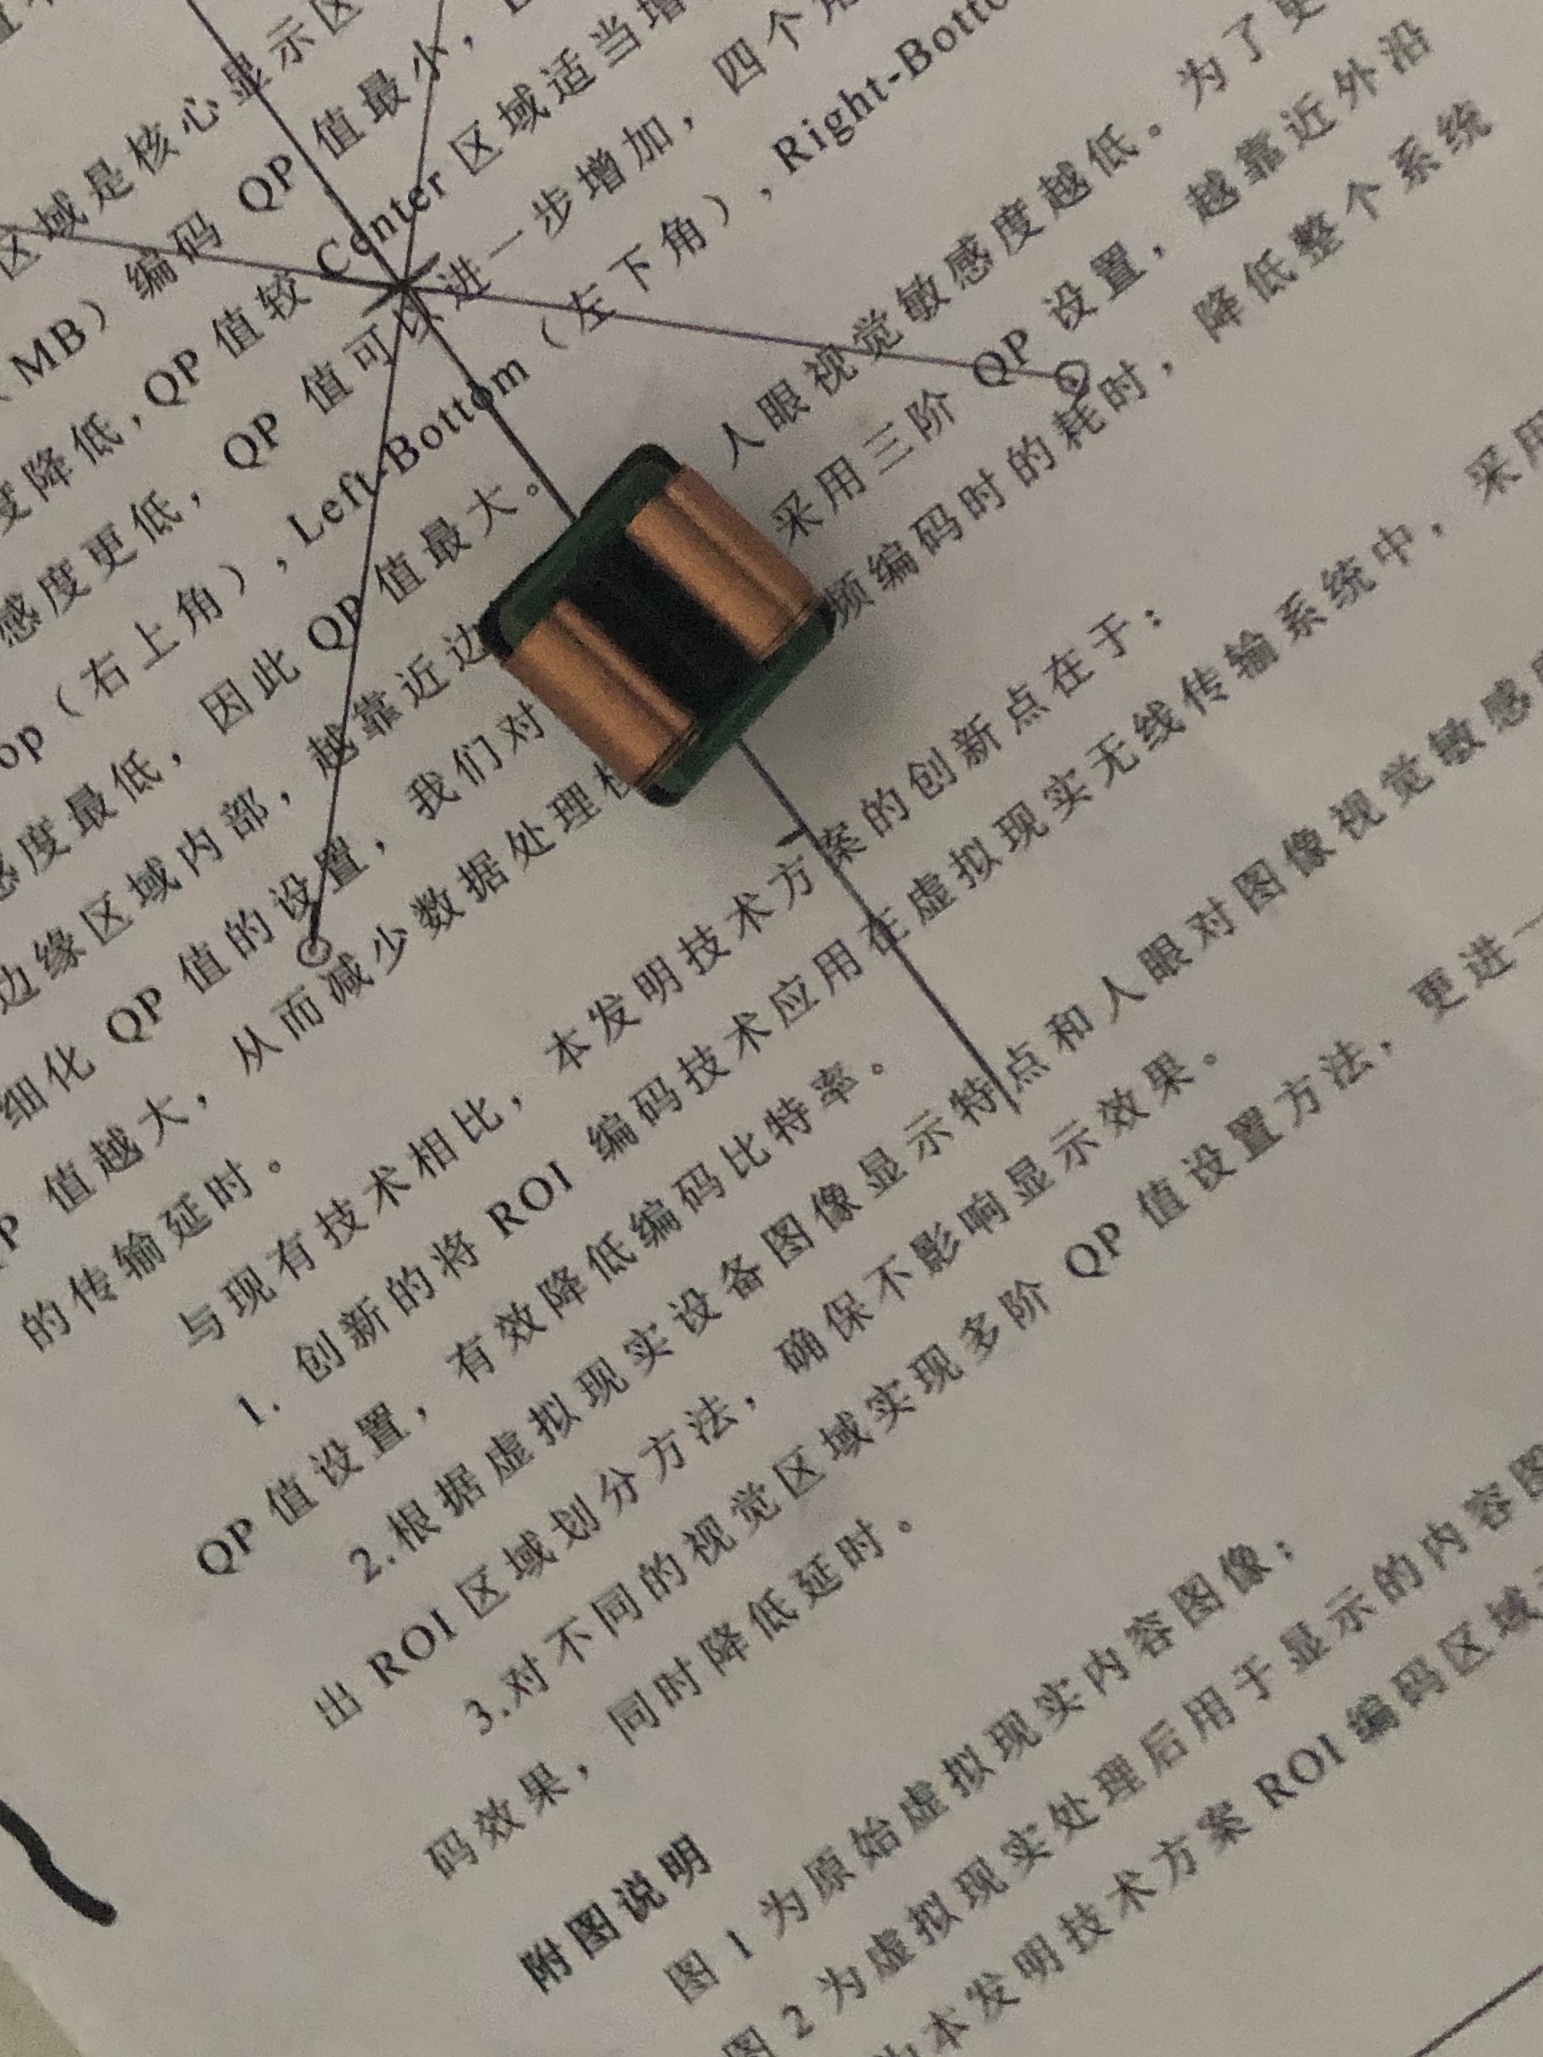 区域是核心显示区
MB）编码 QP 值最小，
度降低，QP 值较 Center 区域适当增
感度更低，QP 值可以进一步增加，四个角
op（右上角），Left-Bottom（左下角），Right-Botto
感度最低，因此 QP 值最大。
边缘区域内部，越靠近边 人眼视觉敏感度越低。为了更
细化 QP 值的设置，我们对 采用三阶 QP 设置，越靠近外沿
P 值越大，从而减少数据处理 频编码时的耗时，降低整个系统
的传输延时。
与现有技术相比，本发明技术方案的创新点在于：
1. 创新的将 ROI 编码技术应用在虚拟现实无线传输系统中，采用
QP 值设置，有效降低编码比特率。
2.根据虚拟现实设备图像显示特点和人眼对图像视觉敏感度
出 ROI 区域划分方法，确保不影响显示效果。
3.对不同的视觉区域实现多阶 QP 值设置方法，更进一
码效果，同时降低延时。
附图说明
图 1 为原始虚拟现实内容图像；
图 2 为虚拟现实处理后用于显示的内容图
为本发明技术方案 ROI 编码区域